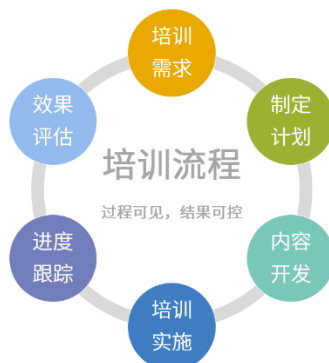 培训
需求
制定
计划
内容
开发
培训
实施
进度
跟踪
效果
评估
培训流程
过程可见，结果可控